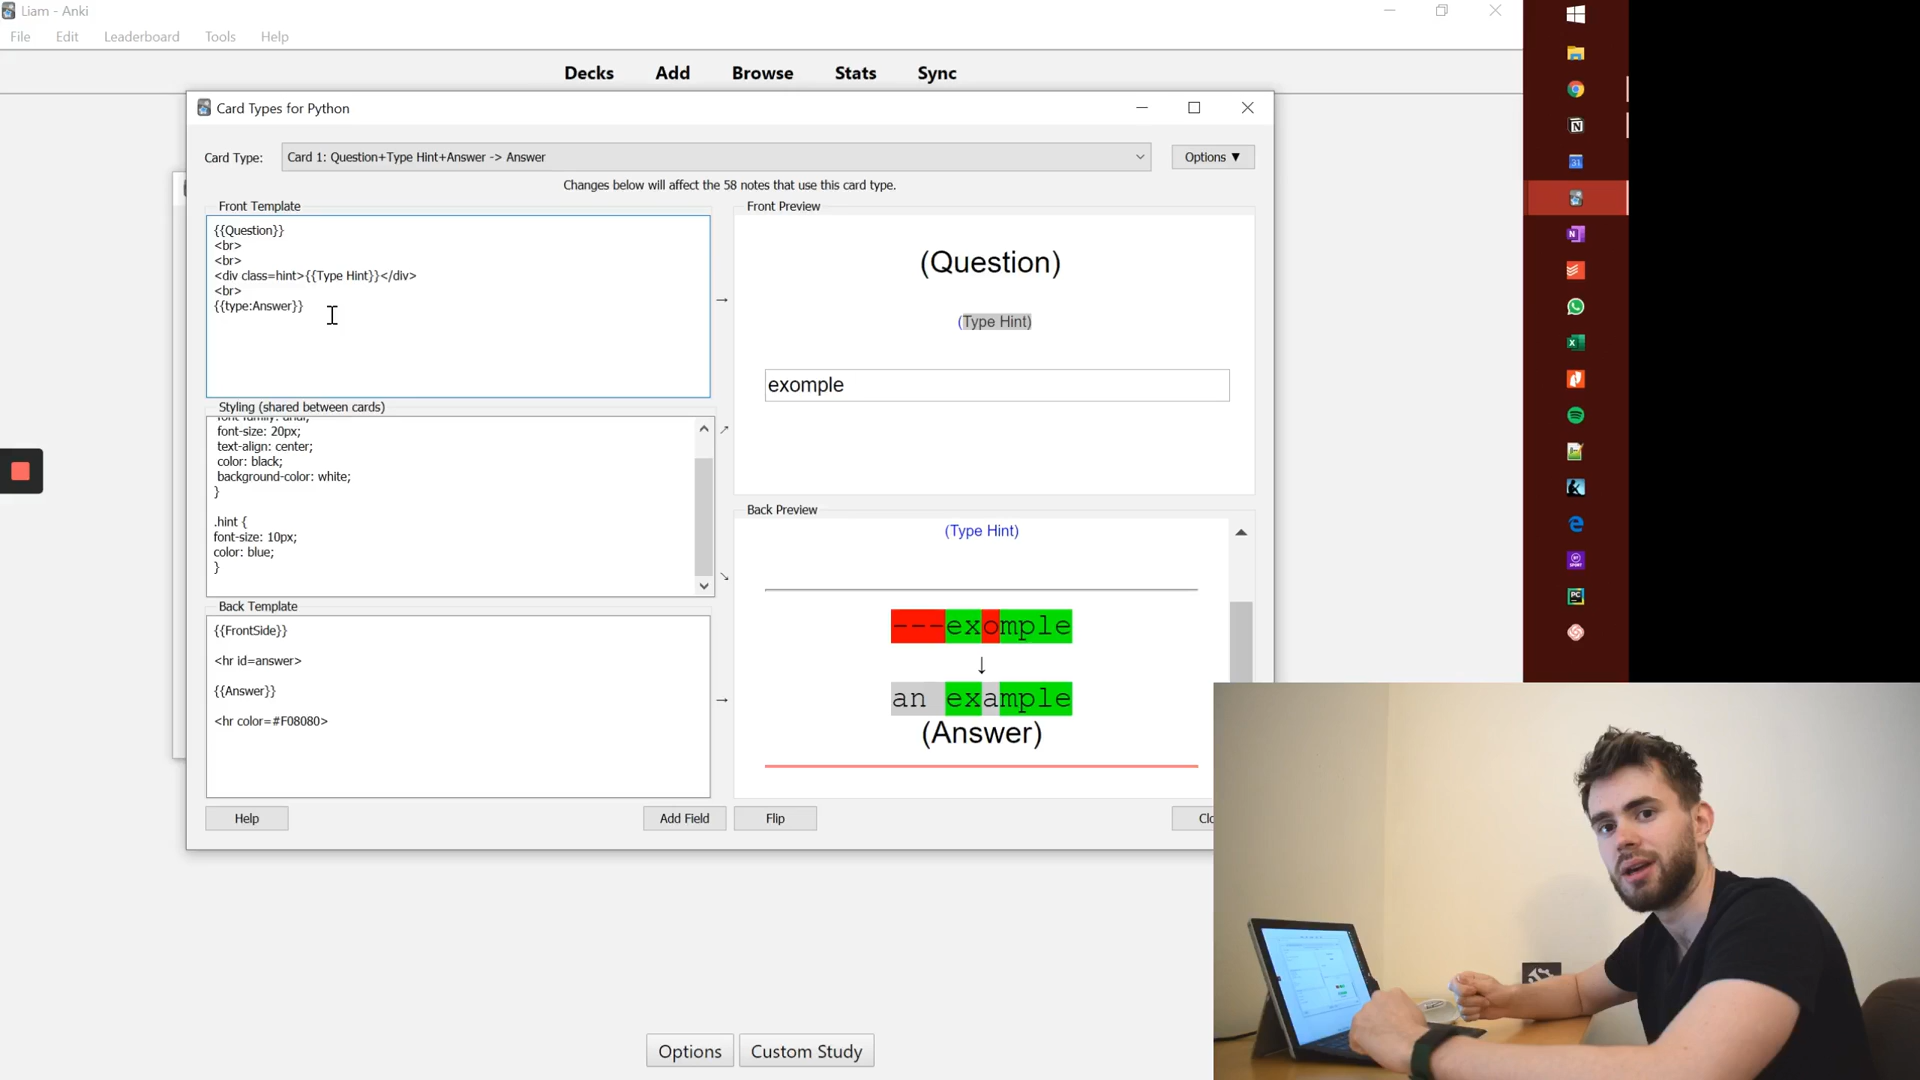 Liam - Anki
File Edit Leaderboard Tools Help
Decks Add Browse Stats Sync
Card Types for Python
Card Type: Card 1: Question+Type Hint+Answer -> Answer Options ▼
Changes below will affect the 58 notes that use this card type.
Front Template
{{Question}}
<br>
<br>
<div class=hint>{{Type Hint}}</div>
<br>
{{type:Answer}}
Front Preview
(Question)
(Type Hint)
exomple
Styling (shared between cards)
font-size: 20px;
text-align: center;
color: black;
background-color: white;
}
.hint {
font-size: 10px;
color: blue;
}
Back Template
{{FrontSide}}
<hr id=answer>
{{Answer}}
<hr color=#F08080>
Back Preview
(Type Hint)
---exomple
↓
an example
(Answer)
Help Add Field Flip Clo
Options Custom Study
31